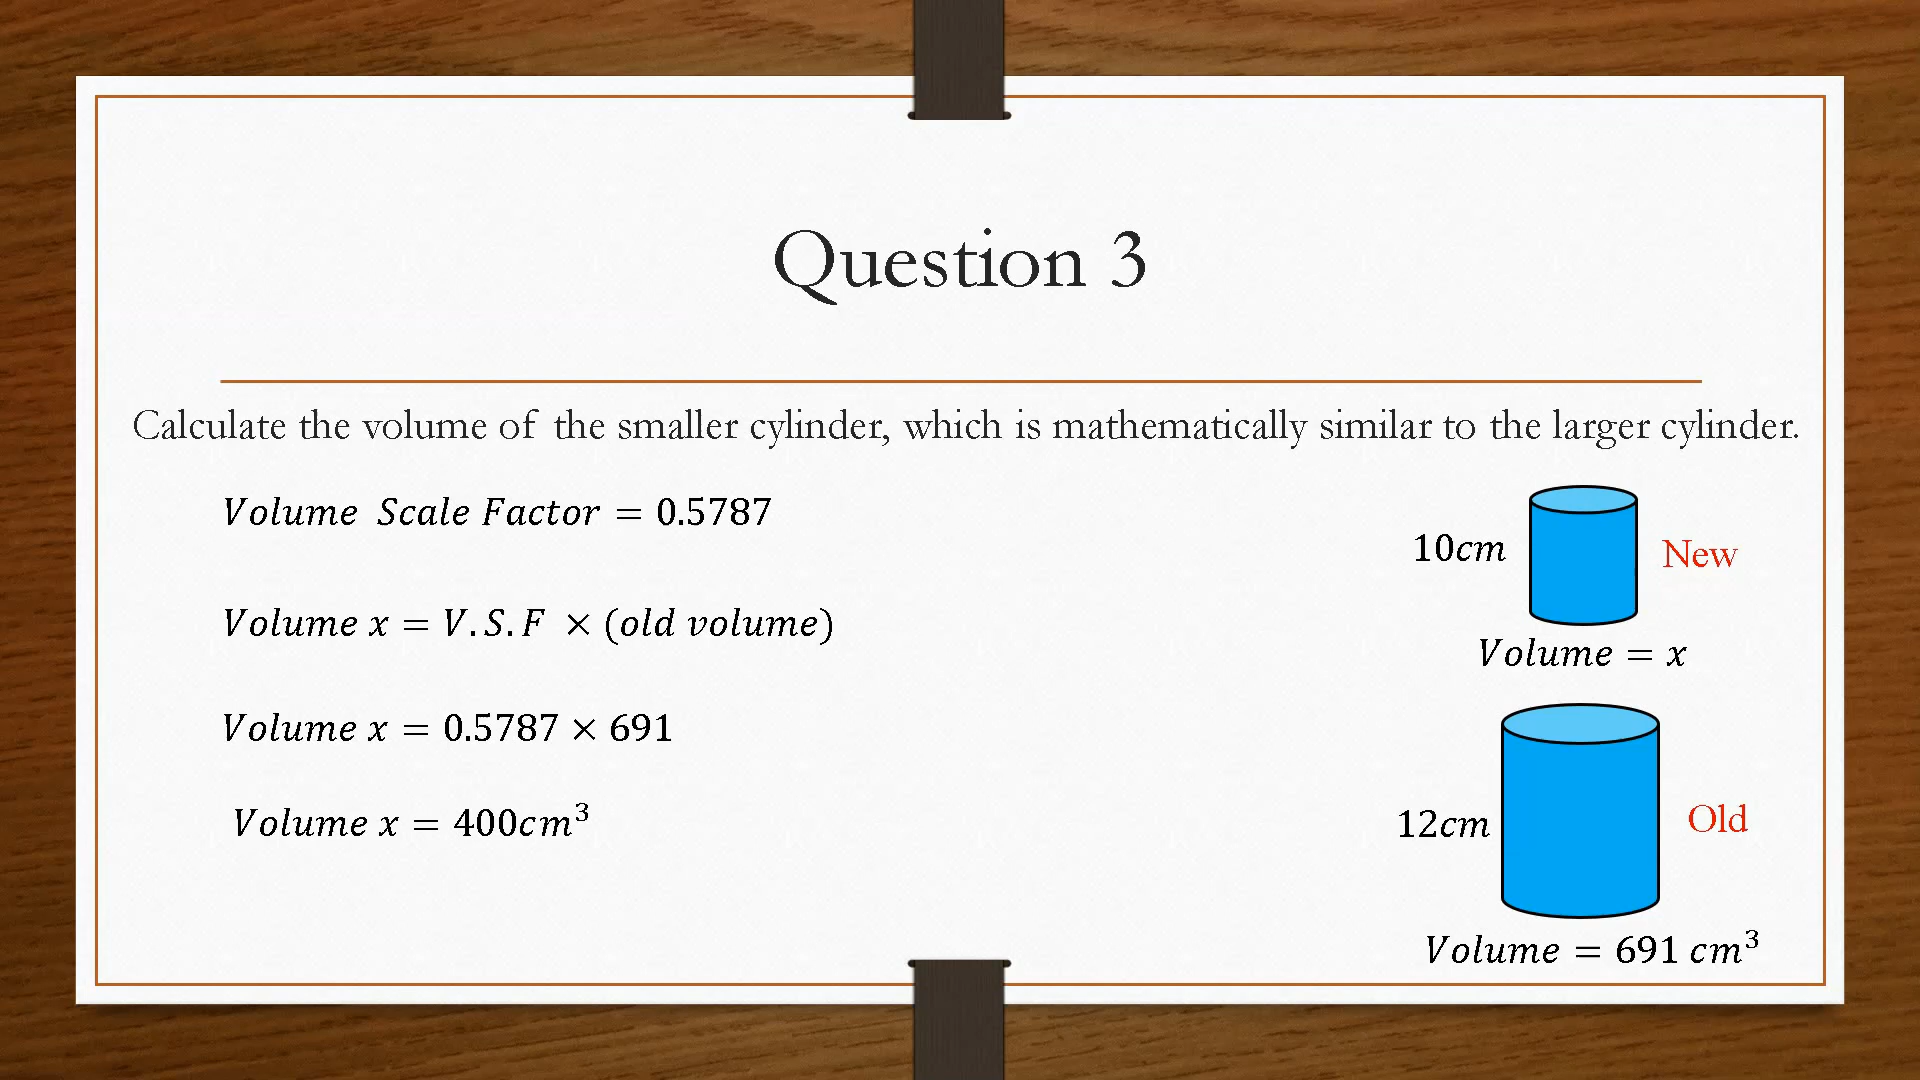 Question 3
Calculate the volume of the smaller cylinder, which is mathematically similar to the larger cylinder.
Volume Scale Factor = 0.5787
Volume x = V.S.F × (old volume)
Volume x = 0.5787 × 691
Volume x = 400cm³
10cm
New
Volume = x
12cm
Old
Volume = 691 cm³